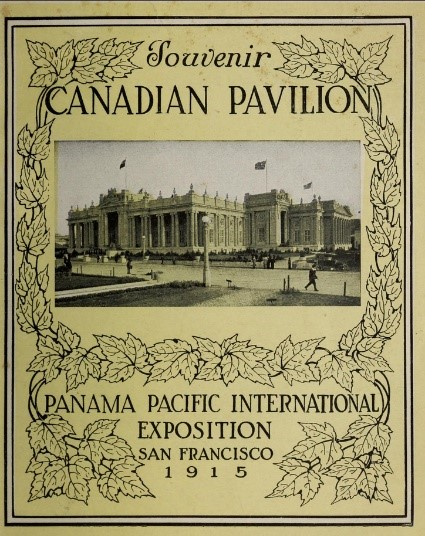 Souvenir
CANADIAN PAVILION
PANAMA PACIFIC INTERNATIONAL
EXPOSITION
SAN FRANCISCO
1915